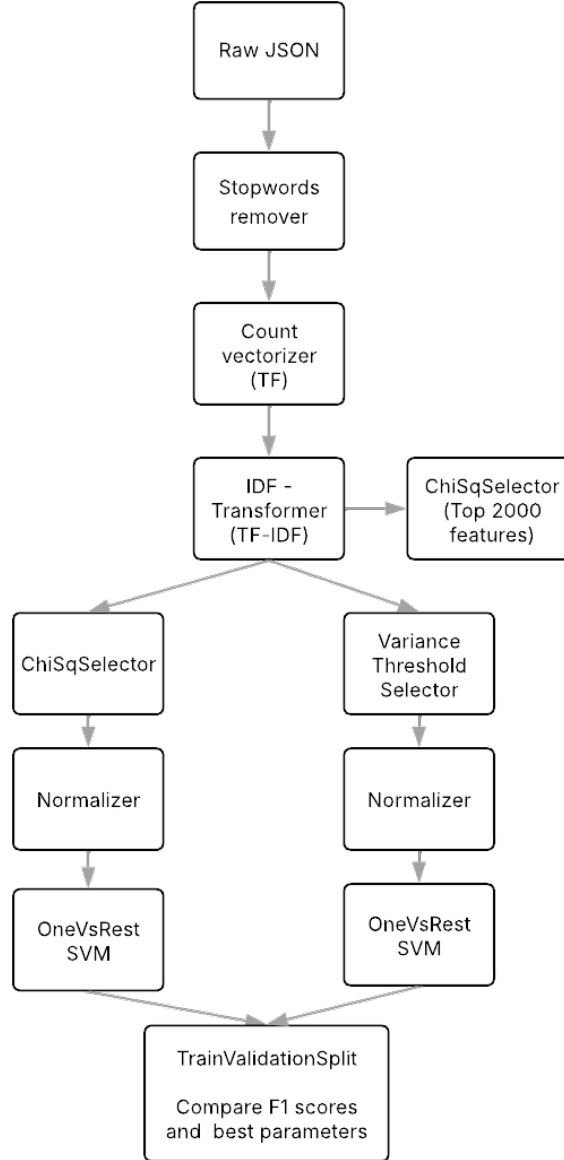 Raw JSON
Stopwords
remover
Count
vectorizer
(TF)
IDF -
Transformer
(TF-IDF)
ChiSqSelector
(Top 2000
features)
ChiSqSelector
Variance
Threshold
Selector
Normalizer
Normalizer
OneVsRest
SVM
OneVsRest
SVM
TrainValidationSplit
Compare F1 scores
and best parameters